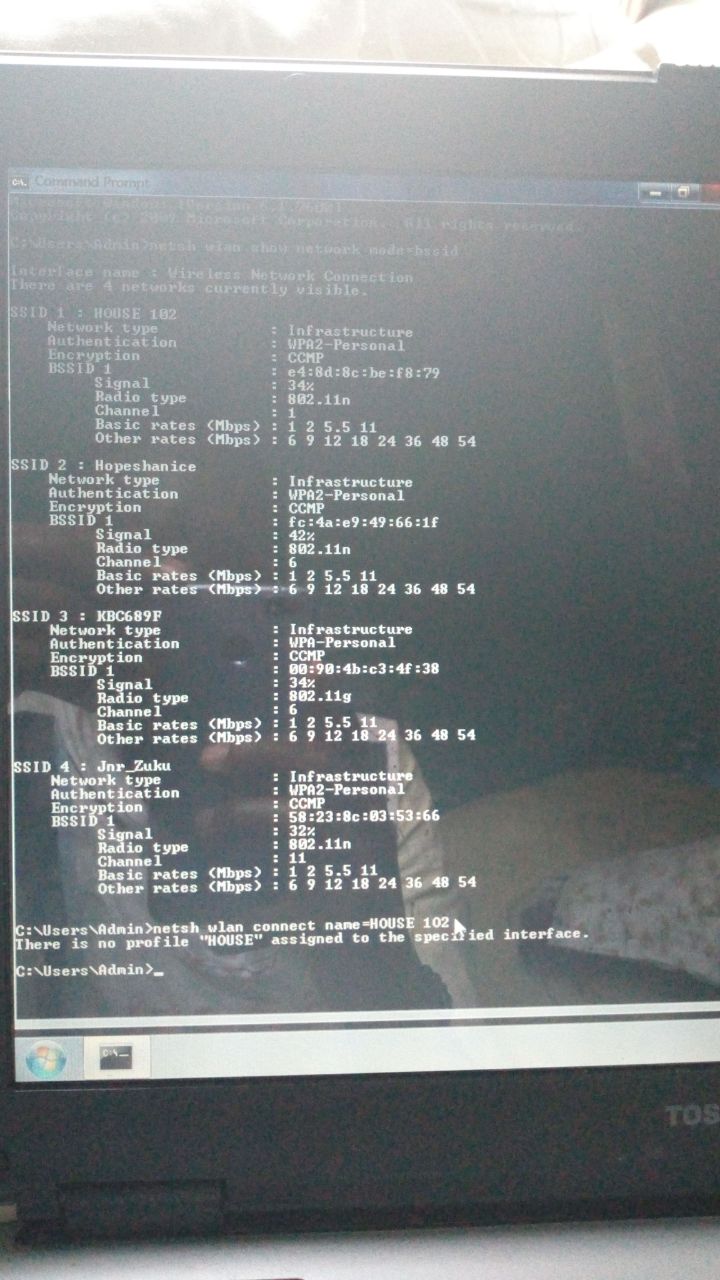 Command Prompt
Copyright (c) 2009 Microsoft Corporation. All rights reserved.
C:\Users\Admin>netsh wlan show network mode=bssid
Interface name : Wireless Network Connection
There are 4 networks currently visible.
SSID 1 : HOUSE 102
Network type : Infrastructure
Authentication : WPA2-Personal
Encryption : CCMP
BSSID 1 : e4:8d:8c:be:f8:79
Signal : 34%
Radio type : 802.11n
Channel : 1
Basic rates (Mbps) : 1 2 5.5 11
Other rates (Mbps) : 6 9 12 18 24 36 48 54
SSID 2 : Hopeshanice
Network type : Infrastructure
Authentication : WPA2-Personal
Encryption : CCMP
BSSID 1 : fc:4a:e9:49:66:1f
Signal : 42%
Radio type : 802.11n
Channel : 6
Basic rates (Mbps) : 1 2 5.5 11
Other rates (Mbps) : 6 9 12 18 24 36 48 54
SSID 3 : KBC689F
Network type : Infrastructure
Authentication : WPA-Personal
Encryption : CCMP
BSSID 1 : 00:90:4b:c3:4f:38
Signal : 34%
Radio type : 802.11g
Channel : 6
Basic rates (Mbps) : 1 2 5.5 11
Other rates (Mbps) : 6 9 12 18 24 36 48 54
SSID 4 : Jnr_Zuku
Network type : Infrastructure
Authentication : WPA2-Personal
Encryption : CCMP
BSSID 1 : 58:23:8c:03:53:66
Signal : 32%
Radio type : 802.11n
Channel : 11
Basic rates (Mbps) : 1 2 5.5 11
Other rates (Mbps) : 6 9 12 18 24 36 48 54
C:\Users\Admin>netsh wlan connect name=HOUSE 102
There is no profile "HOUSE" assigned to the specified interface.
C:\Users\Admin>_
TOS